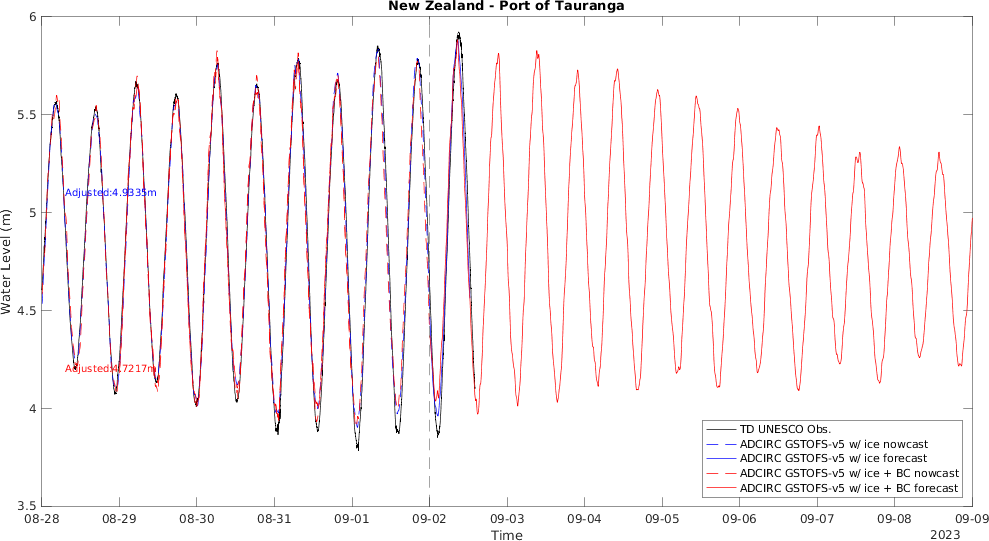 New Zealand - Port of Tauranga
6
5.5
5
4.5
4
3.5
Water Level (m)
Adjusted:4.9335m
Adjusted:4.7217m
TD UNESCO Obs.
ADCIRC GSTOFS-v5 w/ ice nowcast
ADCIRC GSTOFS-v5 w/ ice forecast
ADCIRC GSTOFS-v5 w/ ice + BC nowcast
ADCIRC GSTOFS-v5 w/ ice + BC forecast
08-28 08-29 08-30 08-31 09-01 09-02 09-03 09-04 09-05 09-06 09-07 09-08 09-09
Time
2023